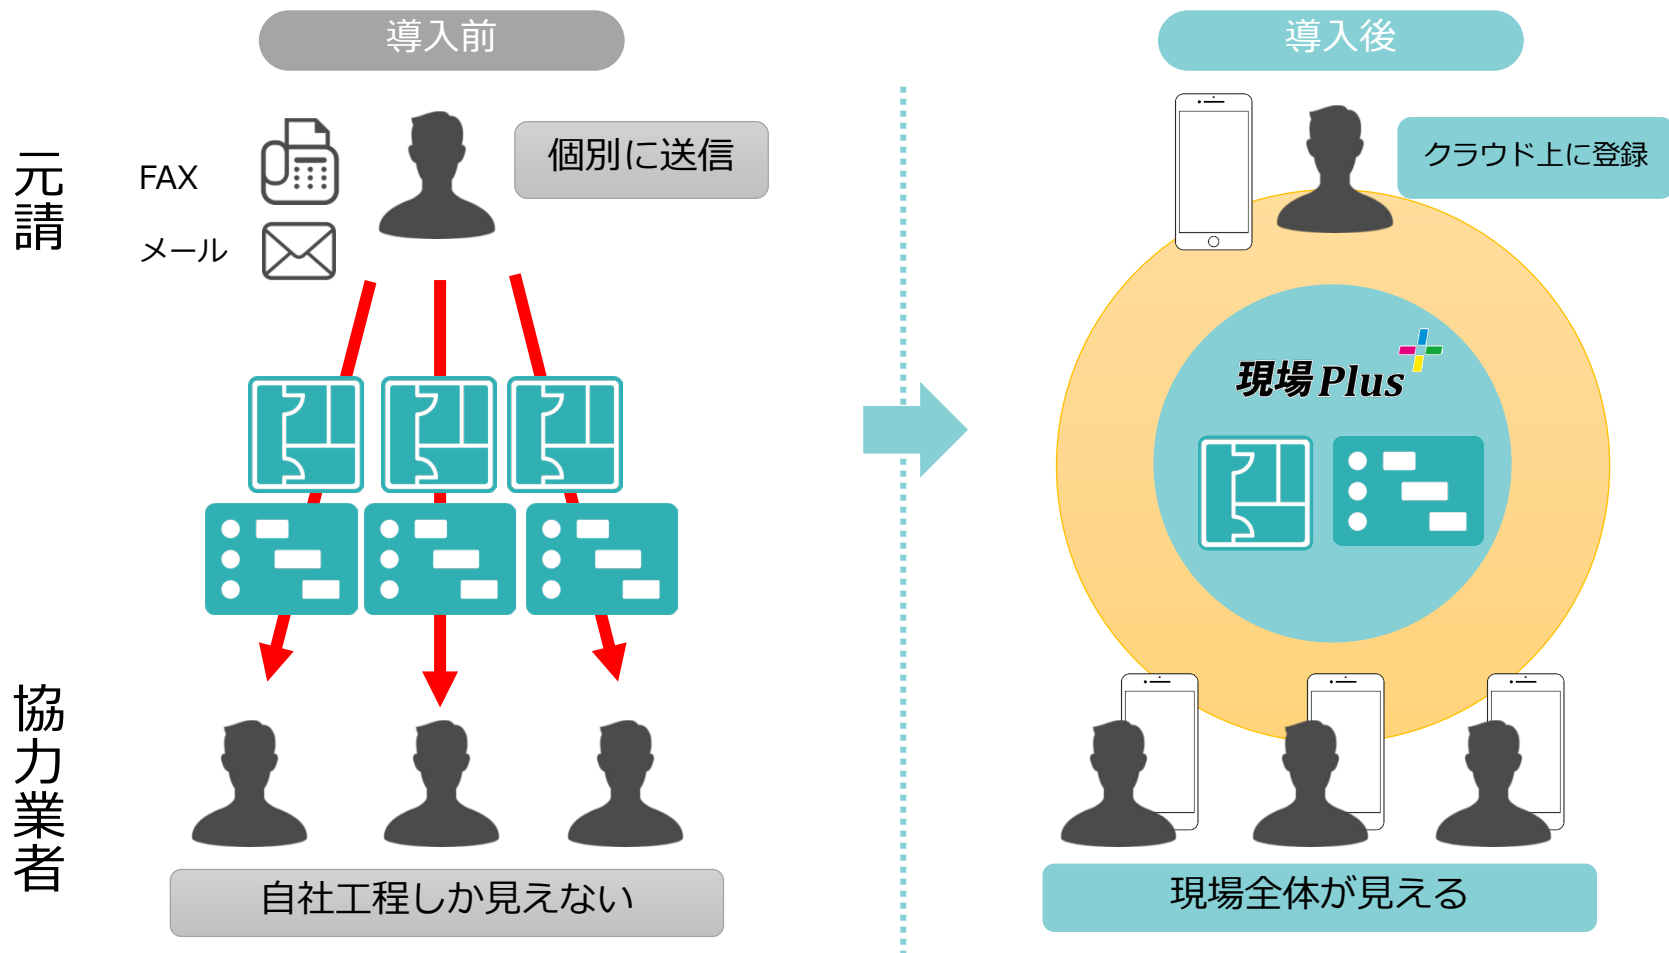 導入前
導入後
元請
FAX
メール
個別に送信
クラウド上に登録
現場Plus
協力業者
自社工程しか見えない
現場全体が見える